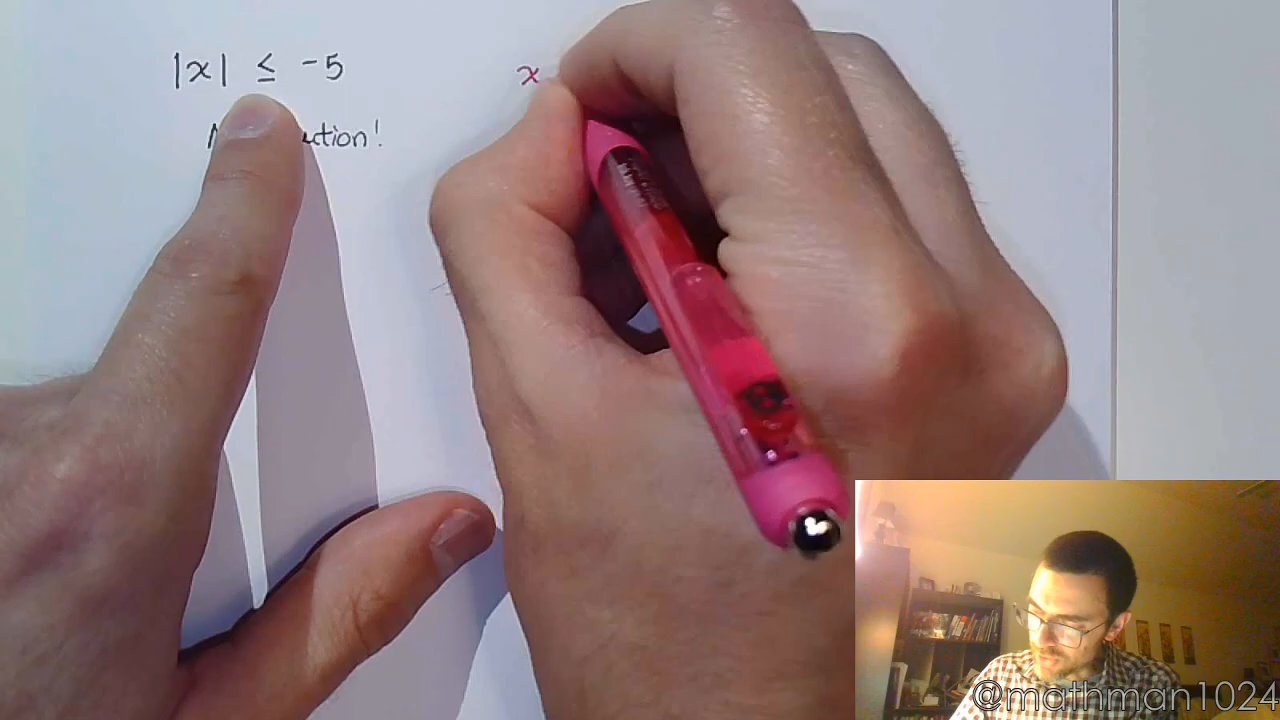 |x| ≤ -5
x
@mathman1024